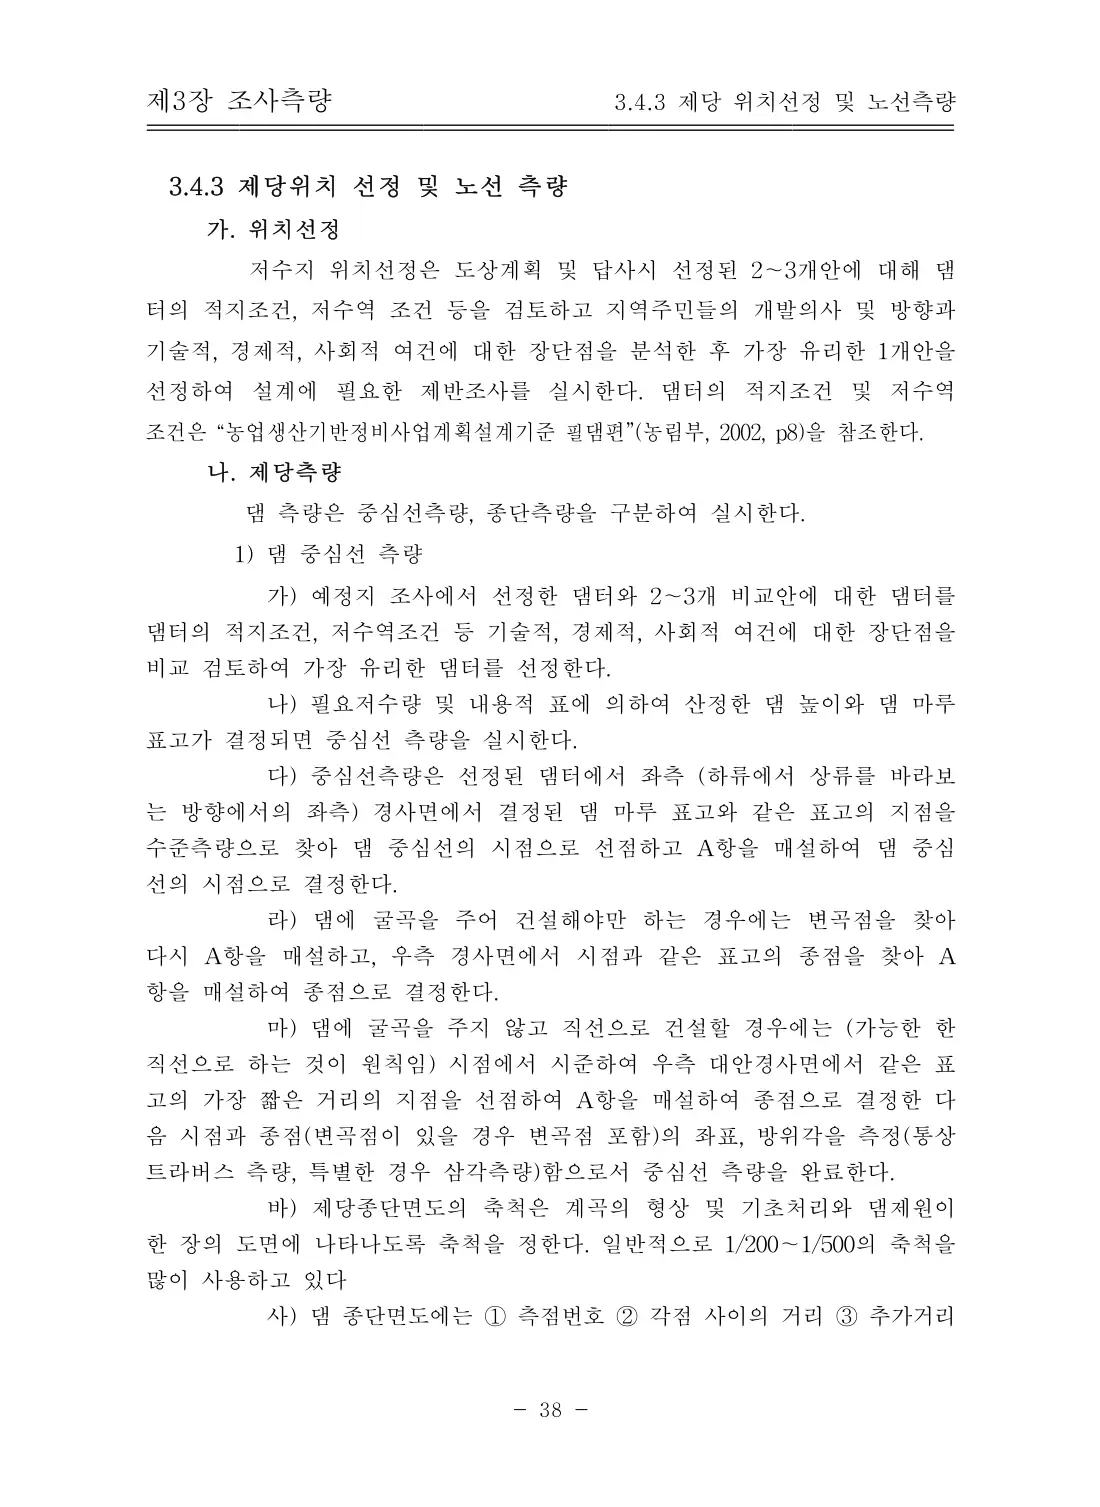 제3장 조사측량
3.4.3 제당 위치선정 및 노선측량
3.4.3 제당위치 선정 및 노선 측량
가. 위치선정
저수지 위치선정은 도상계획 및 답사시 선정된 2~3개안에 대해 댐
터의 적지조건, 저수역 조건 등을 검토하고 지역주민들의 개발의사 및 방향과
기술적, 경제적, 사회적 여건에 대한 장단점을 분석한 후 가장 유리한 1개안을
선정하여 설계에 필요한 제반조사를 실시한다. 댐터의 적지조건 및 저수역
조건은 “농업생산기반정비사업계획설계기준 필댐편”(농림부, 2002, p8)을 참조한다.
나. 제당측량
댐 측량은 중심선측량, 종단측량을 구분하여 실시한다.
1) 댐 중심선 측량
가) 예정지 조사에서 선정한 댐터와 2~3개 비교안에 대한 댐터를
댐터의 적지조건, 저수역조건 등 기술적, 경제적, 사회적 여건에 대한 장단점을
비교 검토하여 가장 유리한 댐터를 선정한다.
나) 필요저수량 및 내용적 표에 의하여 산정한 댐 높이와 댐 마루
표고가 결정되면 중심선 측량을 실시한다.
다) 중심선측량은 선정된 댐터에서 좌측 (하류에서 상류를 바라보
는 방향에서의 좌측) 경사면에서 결정된 댐 마루 표고와 같은 표고의 지점을
수준측량으로 찾아 댐 중심선의 시점으로 선점하고 A항을 매설하여 댐 중심
선의 시점으로 결정한다.
라) 댐에 굴곡을 주어 건설해야만 하는 경우에는 변곡점을 찾아
다시 A항을 매설하고, 우측 경사면에서 시점과 같은 표고의 종점을 찾아 A
항을 매설하여 종점으로 결정한다.
마) 댐에 굴곡을 주지 않고 직선으로 건설할 경우에는 (가능한 한
직선으로 하는 것이 원칙임) 시점에서 시준하여 우측 대안경사면에서 같은 표
고의 가장 짧은 거리의 지점을 선점하여 A항을 매설하여 종점으로 결정한 다
음 시점과 종점(변곡점이 있을 경우 변곡점 포함)의 좌표, 방위각을 측정(통상
트라버스 측량, 특별한 경우 삼각측량)함으로서 중심선 측량을 완료한다.
바) 제당종단면도의 축척은 계곡의 형상 및 기초처리와 댐제원이
한 장의 도면에 나타나도록 축척을 정한다. 일반적으로 1/200~1/500의 축척을
많이 사용하고 있다
사) 댐 종단면도에는 ① 측점번호 ② 각점 사이의 거리 ③ 추가거리
- 38 -